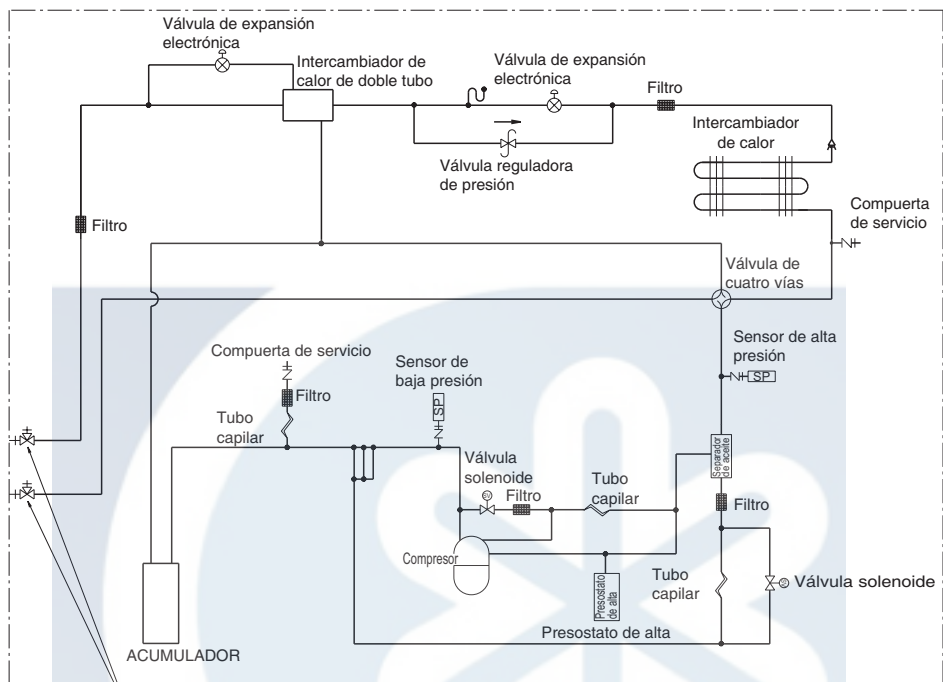 Válvula de expansión
electrónica
Intercambiador de
calor de doble tubo
Válvula de expansión
electrónica
Filtro
Intercambiador
de calor
Válvula reguladora
de presión
Compuerta
de servicio
Filtro
Válvula de
cuatro vías
Compuerta de servicio
Sensor de
baja presión
Sensor de alta
presión
SP
Filtro
SP
Tubo
capilar
Separador
de aceite
Válvula
solenoide
SV
Filtro
Tubo
capilar
Filtro
Compresor
Presostato
de alta
Tubo
capilar
Válvula solenoide
Presostato de alta
ACUMULADOR